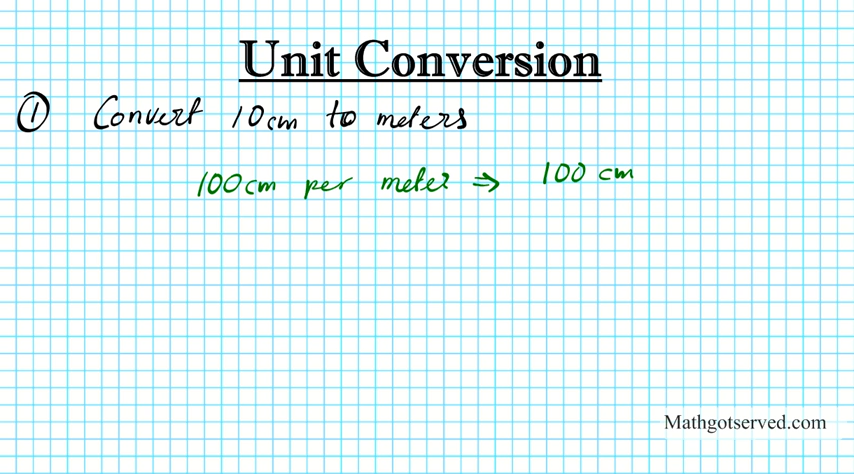 Unit Conversion
① Convert 10cm to meters
100cm per meter ⇒ 100 cm
Mathgotserved.com